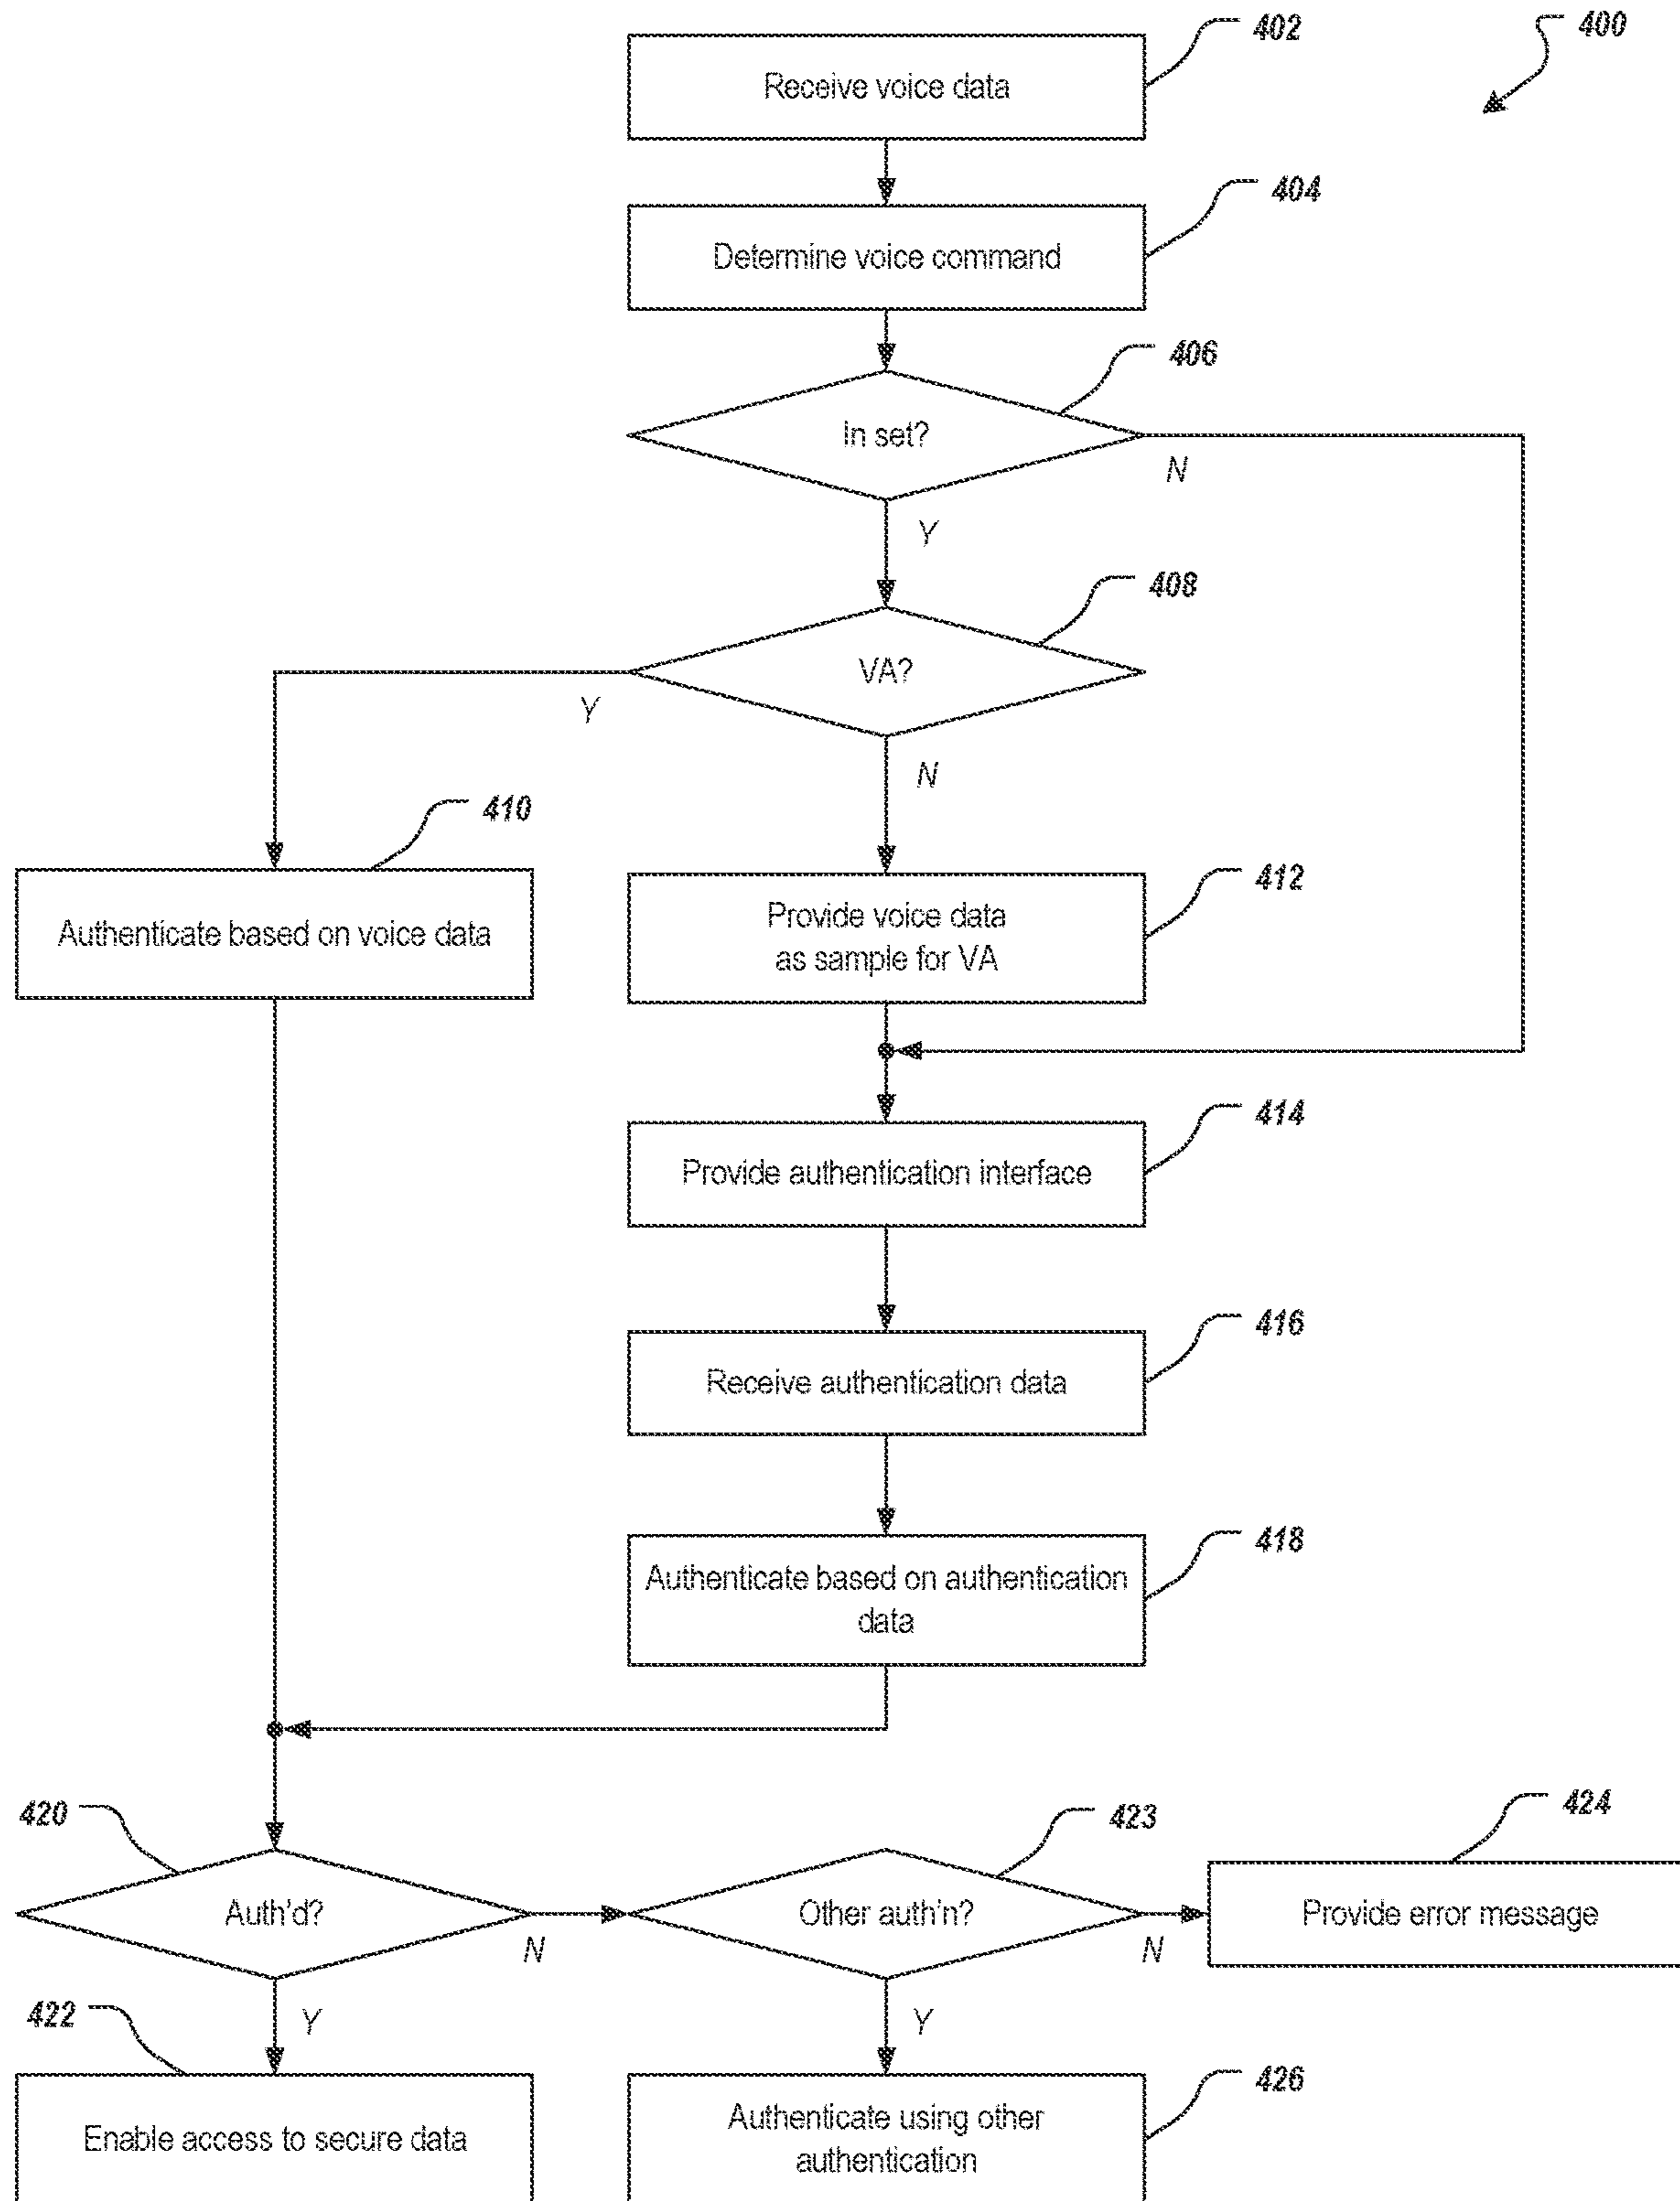 402
400
Receive voice data
404
Determine voice command
406
In set?
N
Y
408
VA?
Y
N
410
412
Authenticate based on voice data
Provide voice data
as sample for VA
414
Provide authentication interface
416
Receive authentication data
418
Authenticate based on authentication
data
420
423
424
Auth'd?
Other auth'n?
Provide error message
N
N
422
Y
Y
426
Enable access to secure data
Authenticate using other
authentication